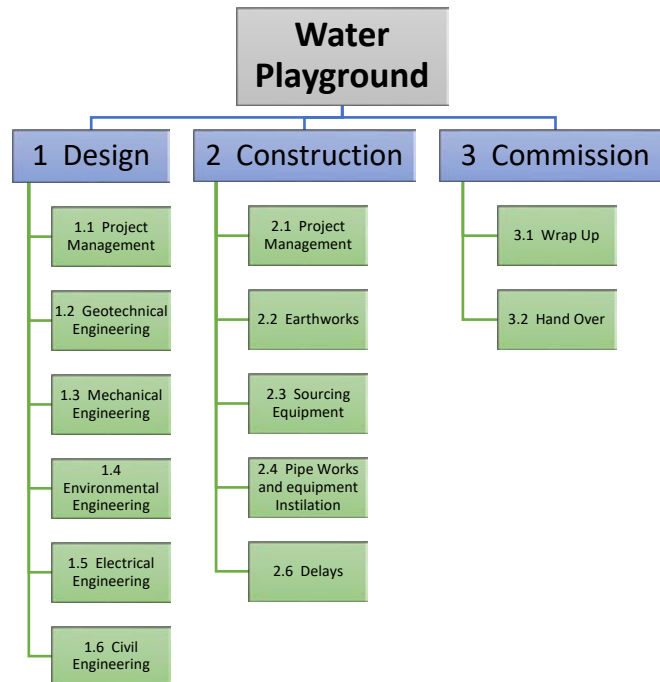 Water
Playground
1 Design
2 Construction
3 Commission
1.1 Project
Management
1.2 Geotechnical
Engineering
1.3 Mechanical
Engineering
1.4
Environmental
Engineering
1.5 Electrical
Engineering
1.6 Civil
Engineering
2.1 Project
Management
2.2 Earthworks
2.3 Sourcing
Equipment
2.4 Pipe Works
and equipment
Instilation
2.6 Delays
3.1 Wrap Up
3.2 Hand Over